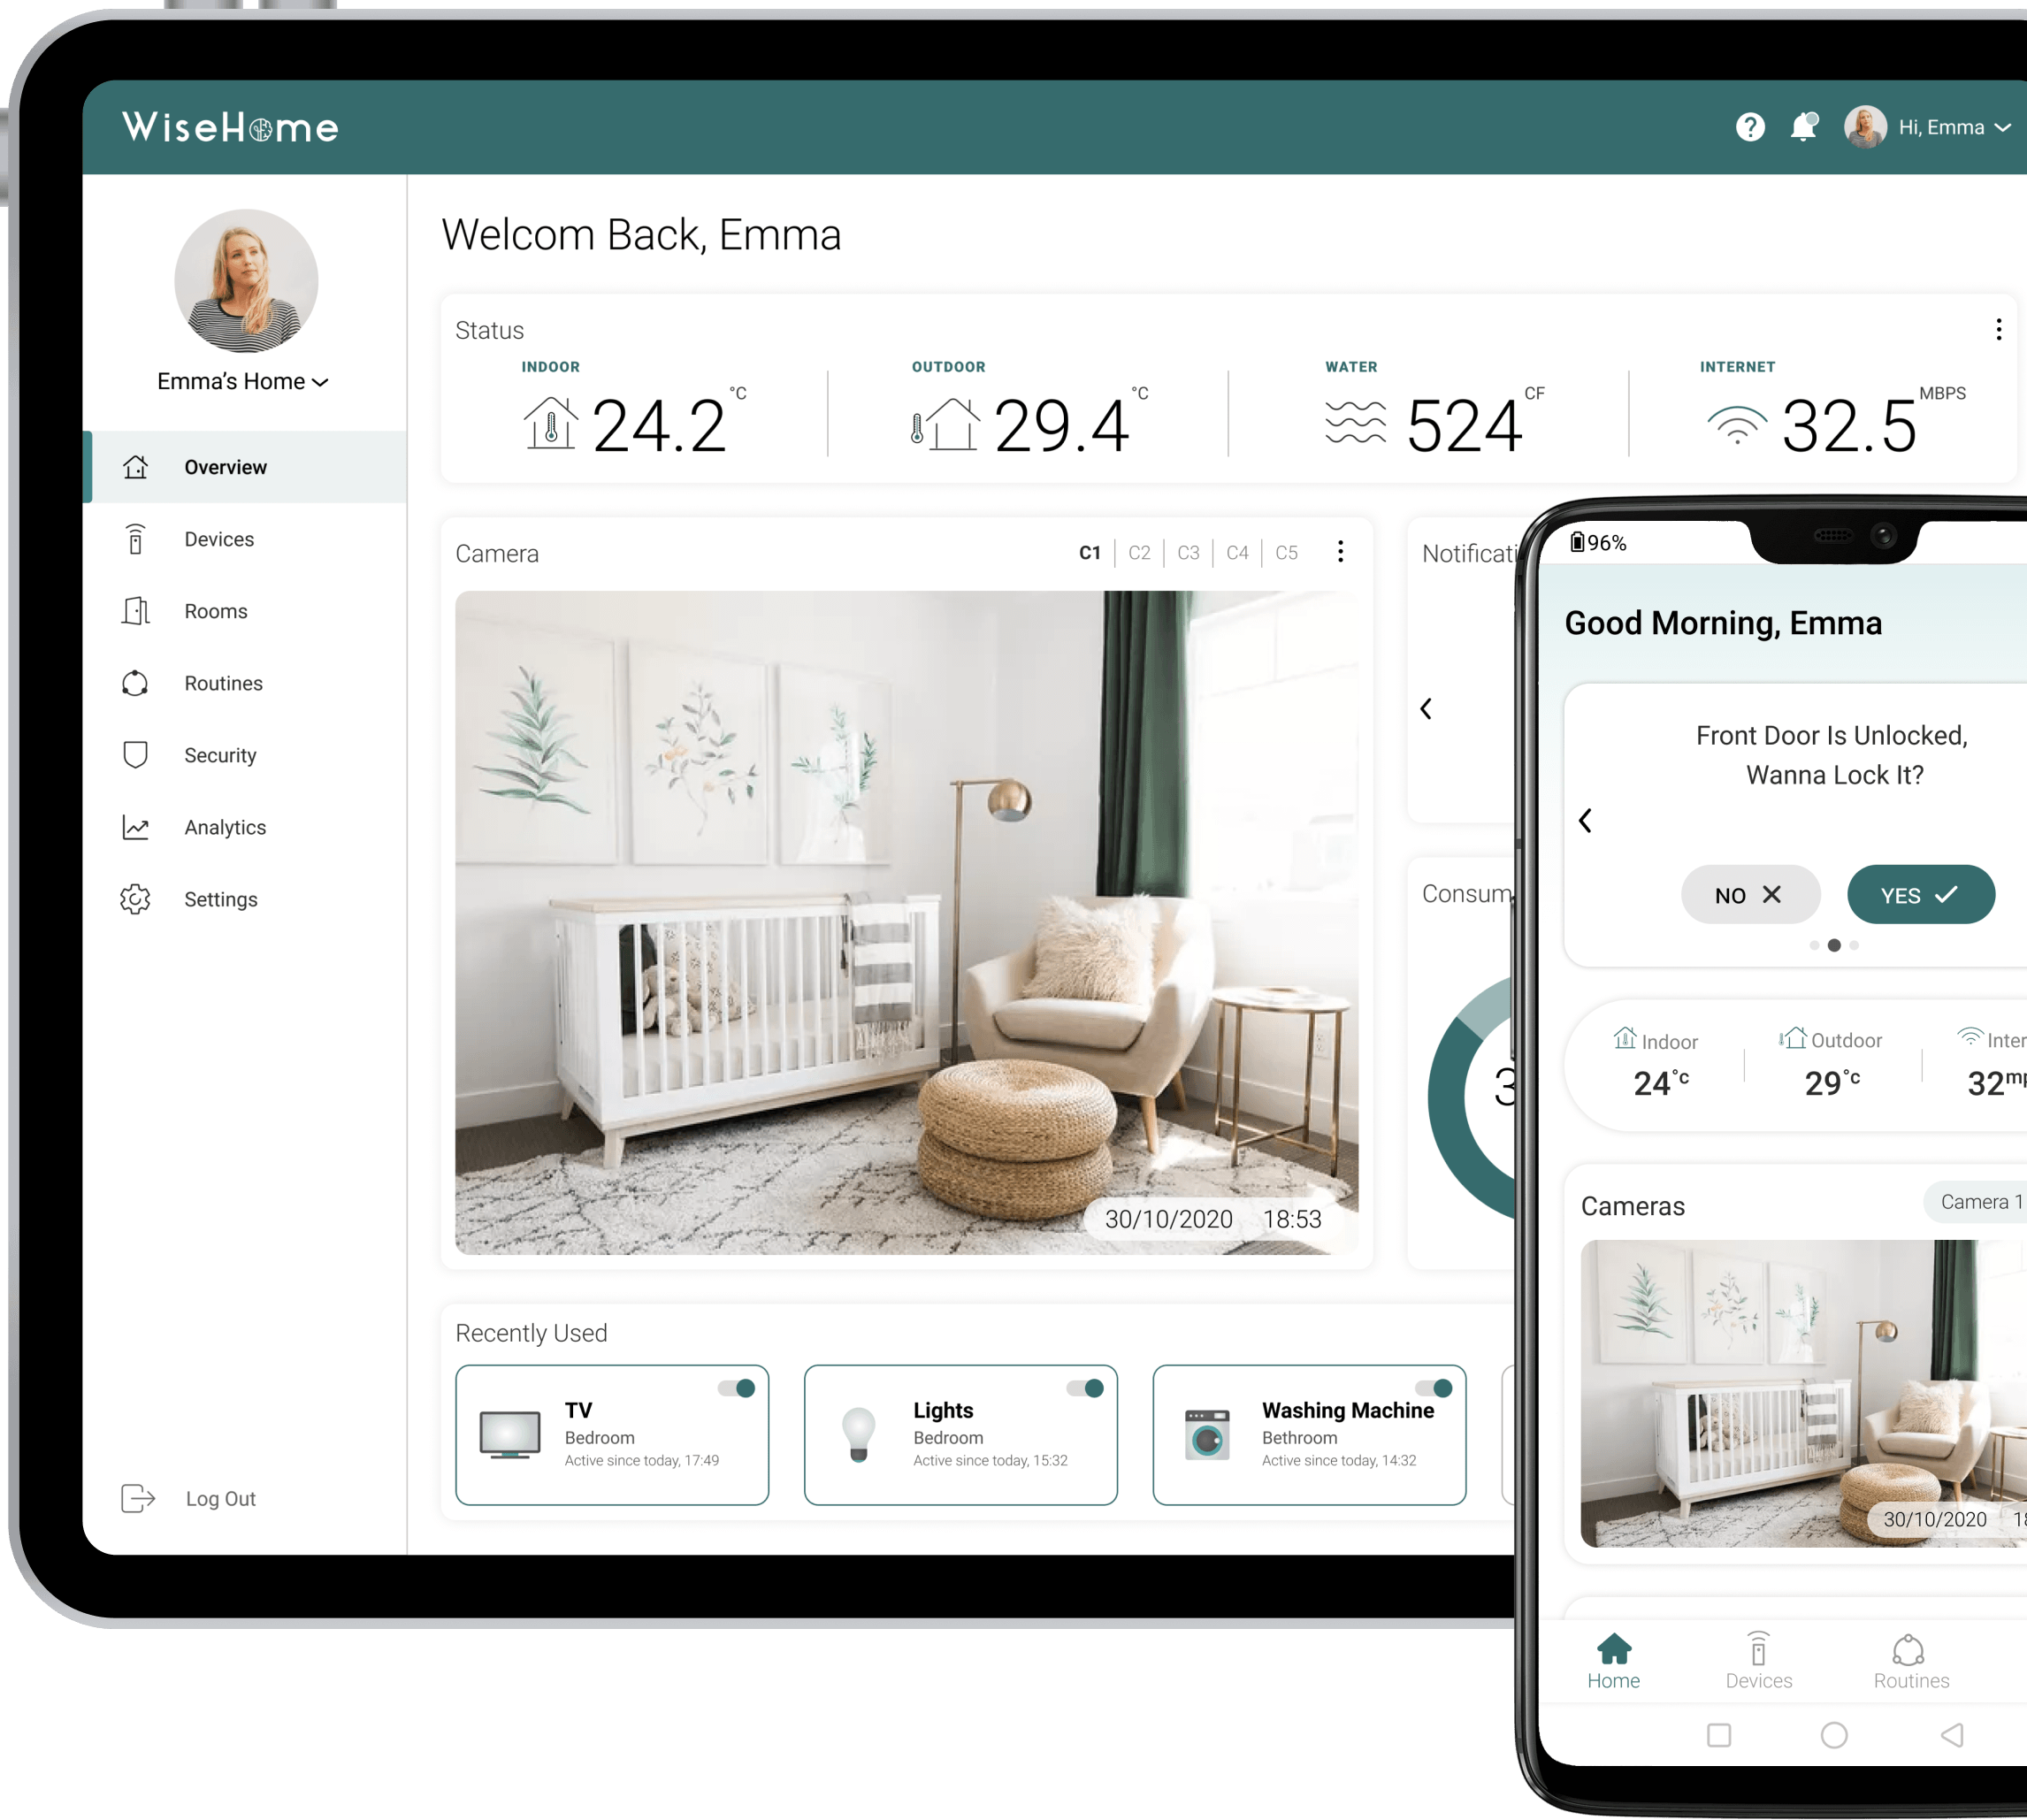 WiseHome
Hi, Emma
Emma's Home
Overview
Devices
Rooms
Routines
Security
Analytics
Settings
Log Out
Welcom Back, Emma
Status
INDOOR
24.2 °C
OUTDOOR
29.4 °C
WATER
524 CF
INTERNET
32.5 MBPS
Camera
C1 C2 C3 C4 C5
30/10/2020 18:53
Recently Used
TV
Bedroom
Active since today, 17:49
Lights
Bedroom
Active since today, 15:32
Washing Machine
Bethroom
Active since today, 14:32
Notificati
Consum
3
96%
Good Morning, Emma
Front Door Is Unlocked,
Wanna Lock It?
NO
YES
Indoor
24°c
Outdoor
29°c
Inter
32
Cameras
Camera 1
30/10/2020
Home
Devices
Routines